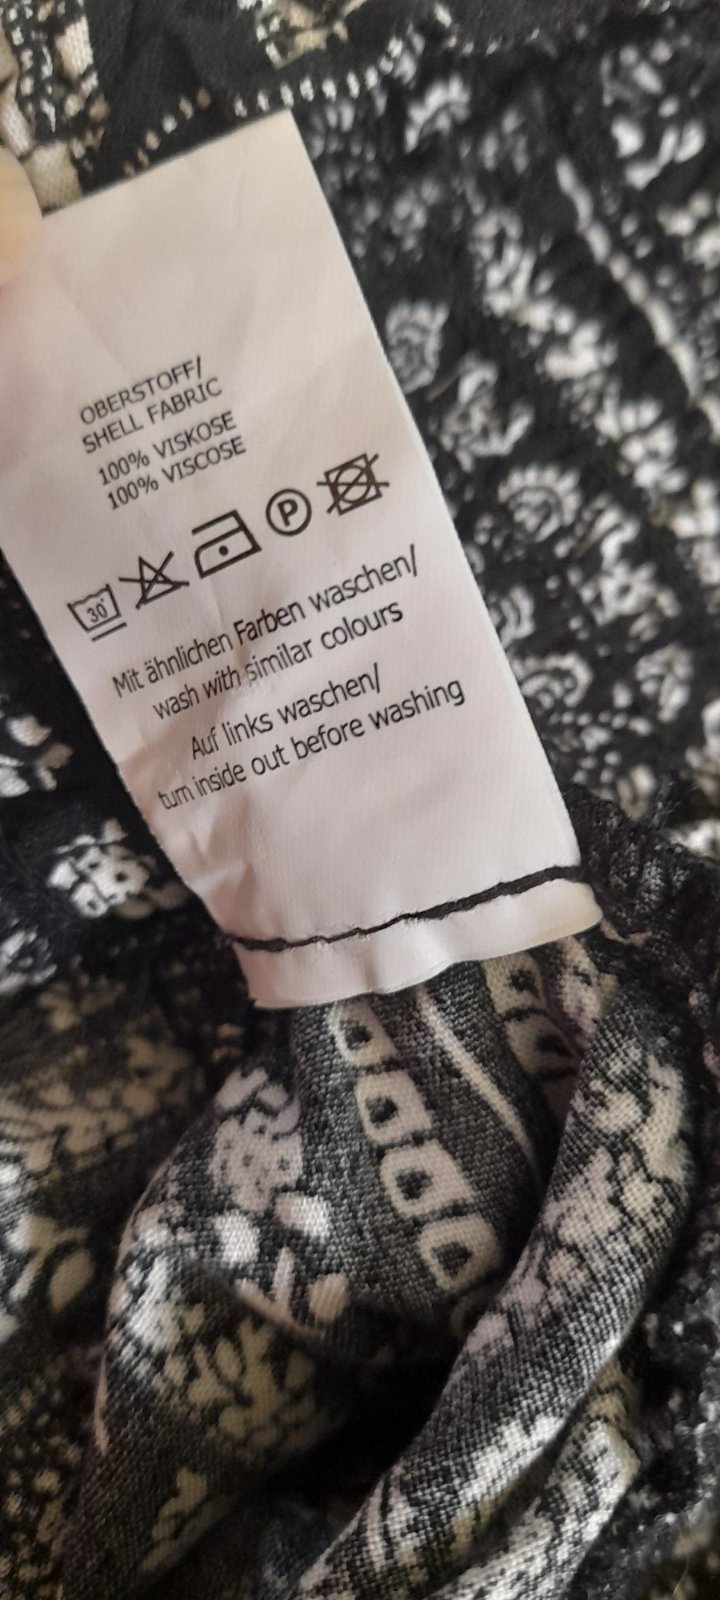 OBERSTOFF/
SHELL FABRIC
100% VISKOSE
100% VISCOSE
30° P
Mit ähnlichen Farben waschen/
wash with similar colours
Auf links waschen/
turn inside out before washing